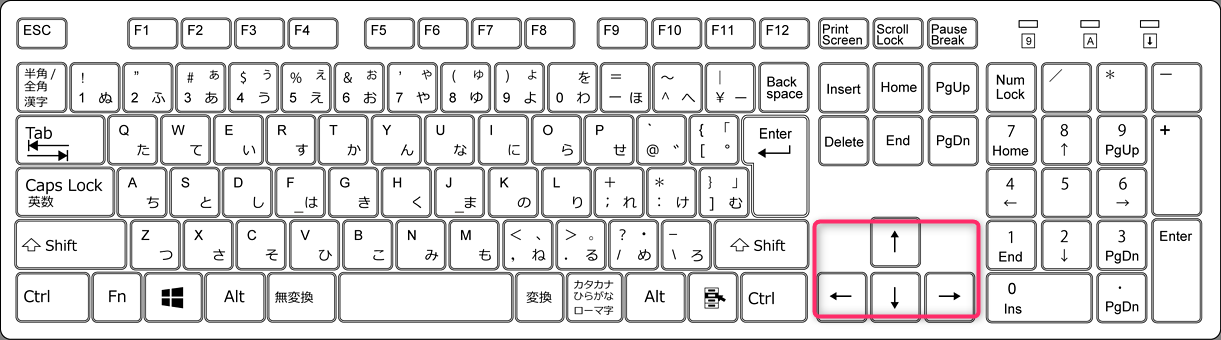 ESC F1 F2 F3 F4 F5 F6 F7 F8 F9 F10 F11 F12 Print Screen Scroll Lock Pause Break 9 A ↓
半角/全角 漢字 ! 1 ぬ " 2 ふ # ぁ 3 あ $ ぅ 4 う % ぇ 5 え & ぉ 6 お ' ゃ 7 や ( ゅ 8 ゆ ) ょ 9 よ を 0 わ = ー ほ ～ ^ へ | ¥ ー Back space Insert Home PgUp Num Lock ／ ＊ －
Tab Q た W て E い R す T か Y ん U な I に O ら P せ ` @ ゛ { 「 [ ° Enter Delete End PgDn 7 Home 8 ↑ 9 PgUp +
Caps Lock 英数 A ち S と D し F _は G き H く J _ま K の L り + ; れ * : け } 」 ] む 4 ← 5 6 →
Shift Z つ X さ C そ V ひ B こ N み M も < 、 , ね > 。 . る ? ・ / め _ \ ろ Shift ↑ 1 End 2 ↓ 3 PgDn Enter
Ctrl Fn Alt 無変換 変換 カタカナ ひらがな ローマ字 Alt Ctrl ← ↓ → 0 Ins . PgDn